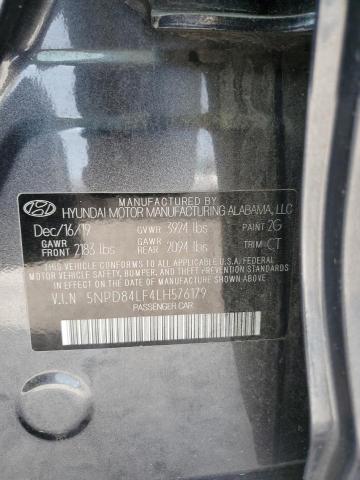 MANUFACTURED BY
HYUNDAI MOTOR MANUFACTURING ALABAMA, LLC
Dec/16/19 GVWR 3924 lbs PAINT 2G
GAWR FRONT 2183 lbs GAWR REAR 2094 lbs TRIM CT
THIS VEHICLE CONFORMS TO ALL APPLICABLE U.S.A. FEDERAL
MOTOR VEHICLE SAFETY, BUMPER, AND THEFT PREVENTION
STANDARDS IN EFFECT ON THE DATE OF MANUFACTURE SHOWN ABOVE.
V.I.N 5NPD84LF4LH576179
PASSENGER CAR